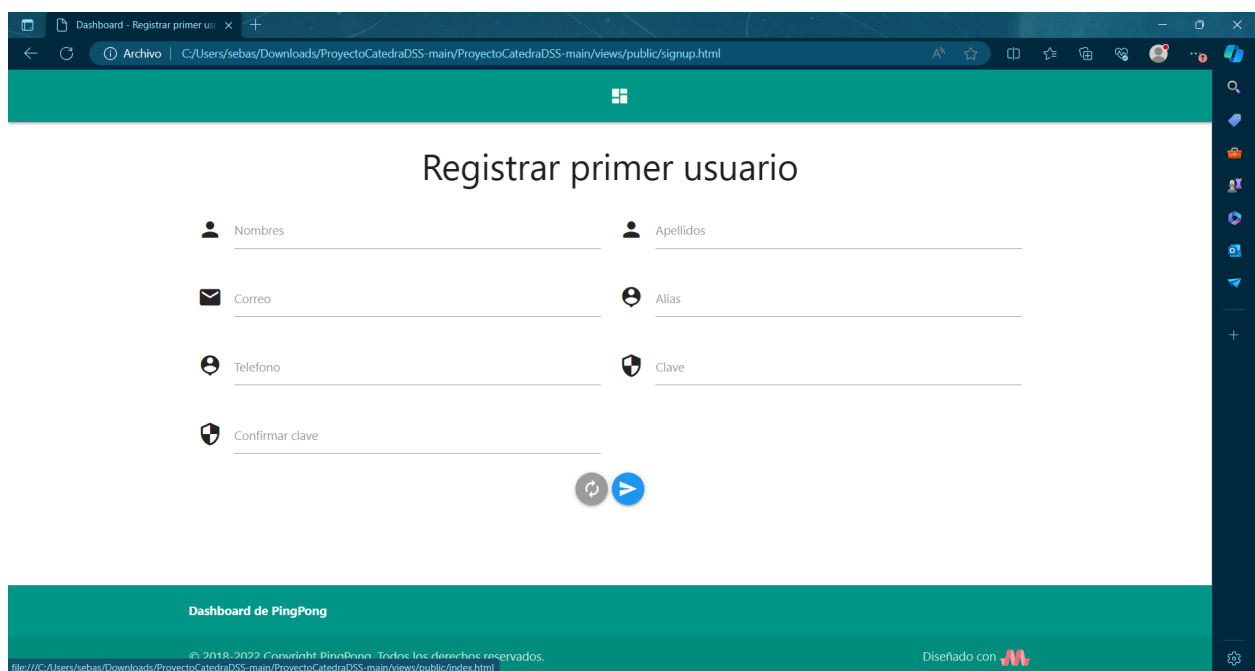 Dashboard - Registrar primer usu
Archivo | C:/Users/sebas/Downloads/ProyectoCatedraDSS-main/ProyectoCatedraDSS-main/views/public/signup.html
Registrar primer usuario
Nombres
Apellidos
Correo
Alias
Telefono
Clave
Confirmar clave
Dashboard de PingPong
© 2018-2022 Copyright PingPong. Todos los derechos reservados.
Diseñado con
file:///C:/Users/sebas/Downloads/ProyectoCatedraDSS-main/ProyectoCatedraDSS-main/views/public/index.html